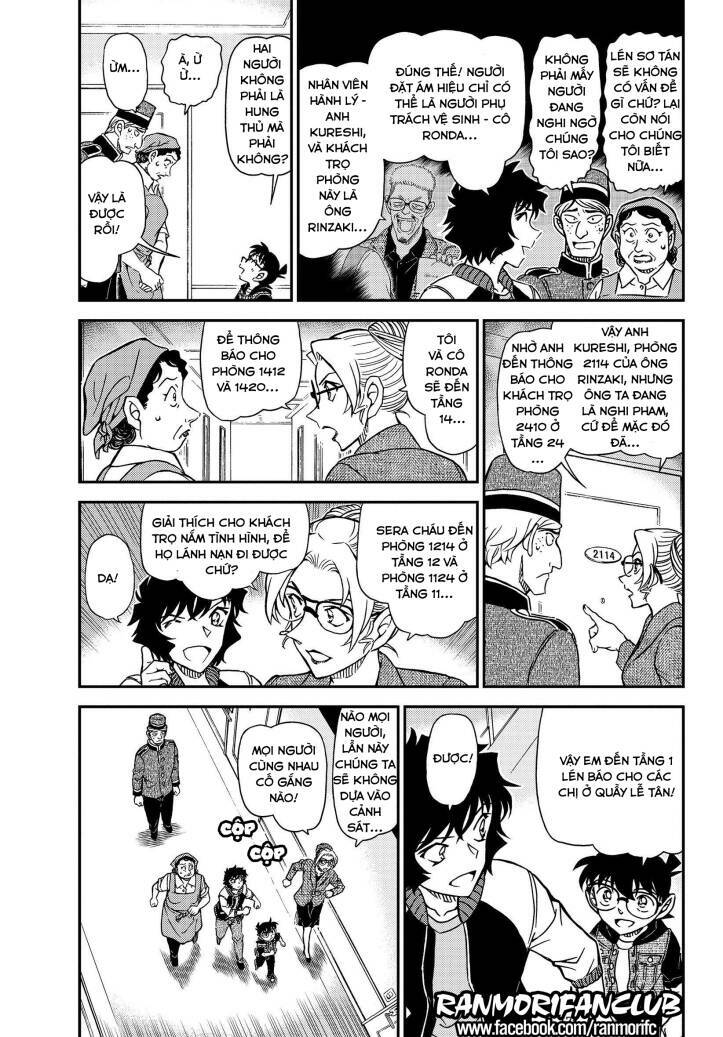 LÉN SƠ TÁN
SẼ KHÔNG
CÓ VẤN ĐỀ
GÌ CHỨ? LẠI
CÒN NÓI
CHO CHÚNG
TÔI BIẾT
NỮA...
KHÔNG
PHẢI MẤY
NGƯỜI
ĐANG
NGHI NGỜ
CHÚNG
TÔI SAO?
ĐÚNG THẾ! NGƯỜI
ĐẶT ÁM HIỆU CHỈ CÓ
THỂ LÀ NGƯỜI PHỤ
TRÁCH VỆ SINH - CÔ
RONDA...
NHÂN VIÊN
HÀNH LÝ -
ANH
KURESHI,
VÀ KHÁCH
TRỌ
PHÒNG
NÀY LÀ
ÔNG
RINZAKI...
HAI
NGƯỜI
KHÔNG
PHẢI LÀ
HUNG
THỦ MÀ
PHẢI
KHÔNG?
À, Ừ
Ừ...
ỪM...
VẬY LÀ
ĐƯỢC
RỒI!
VẬY ANH
KURESHI, PHÒNG
2114 CỦA ÔNG
RINZAKI, NHƯNG
ÔNG TA ĐANG
LÀ NGHI PHẠM,
CỨ ĐỂ MẶC ĐÓ
ĐÃ...
NHỜ ANH
ĐẾN THÔNG
BÁO CHO
KHÁCH TRỌ
PHÒNG
2410 Ở
TẦNG 24
...
2114
TÔI
VÀ CÔ
RONDA
SẼ ĐẾN
TẦNG
14...
ĐỂ THÔNG
BÁO CHO
PHÒNG 1412
VÀ 1420...
SERA CHÁU ĐẾN
PHÒNG 1214 Ở
TẦNG 12 VÀ
PHÒNG 1124
Ở TẦNG 11...
GIẢI THÍCH CHO KHÁCH
TRỌ NẮM TÌNH HÌNH, ĐỂ
HỌ LÁNH NẠN ĐI ĐƯỢC
CHỨ?
DẠ!
VẬY EM ĐẾN TẦNG 1
LÉN BÁO CHO CÁC
CHỊ Ở QUẦY LỄ TÂN!
ĐƯỢC!
NÀO MỌI
NGƯỜI,
LẦN NÀY
CHÚNG TA
SẼ KHÔNG
DỰA VÀO
CẢNH
SÁT...
MỌI NGƯỜI
CÙNG NHAU
CỐ GẮNG
NÀO!
CỘP
CỘP
RANMORIFANCLUB
www.facebook.com/ranmorifc